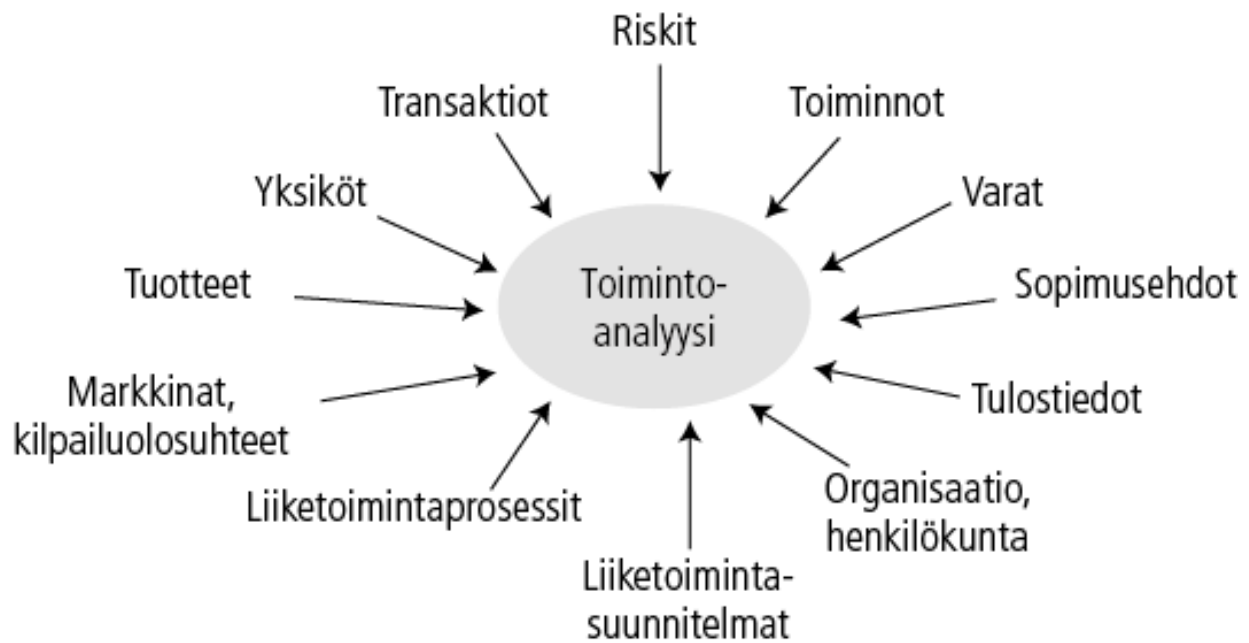 Riskit
Transaktiot
Toiminnot
Yksiköt
Varat
Tuotteet
Toiminto-
analyysi
Sopimusehdot
Markkinat,
kilpailuolosuhteet
Tulostiedot
Liiketoimintaprosessit
Organisaatio,
henkilökunta
Liiketoiminta-
suunnitelmat